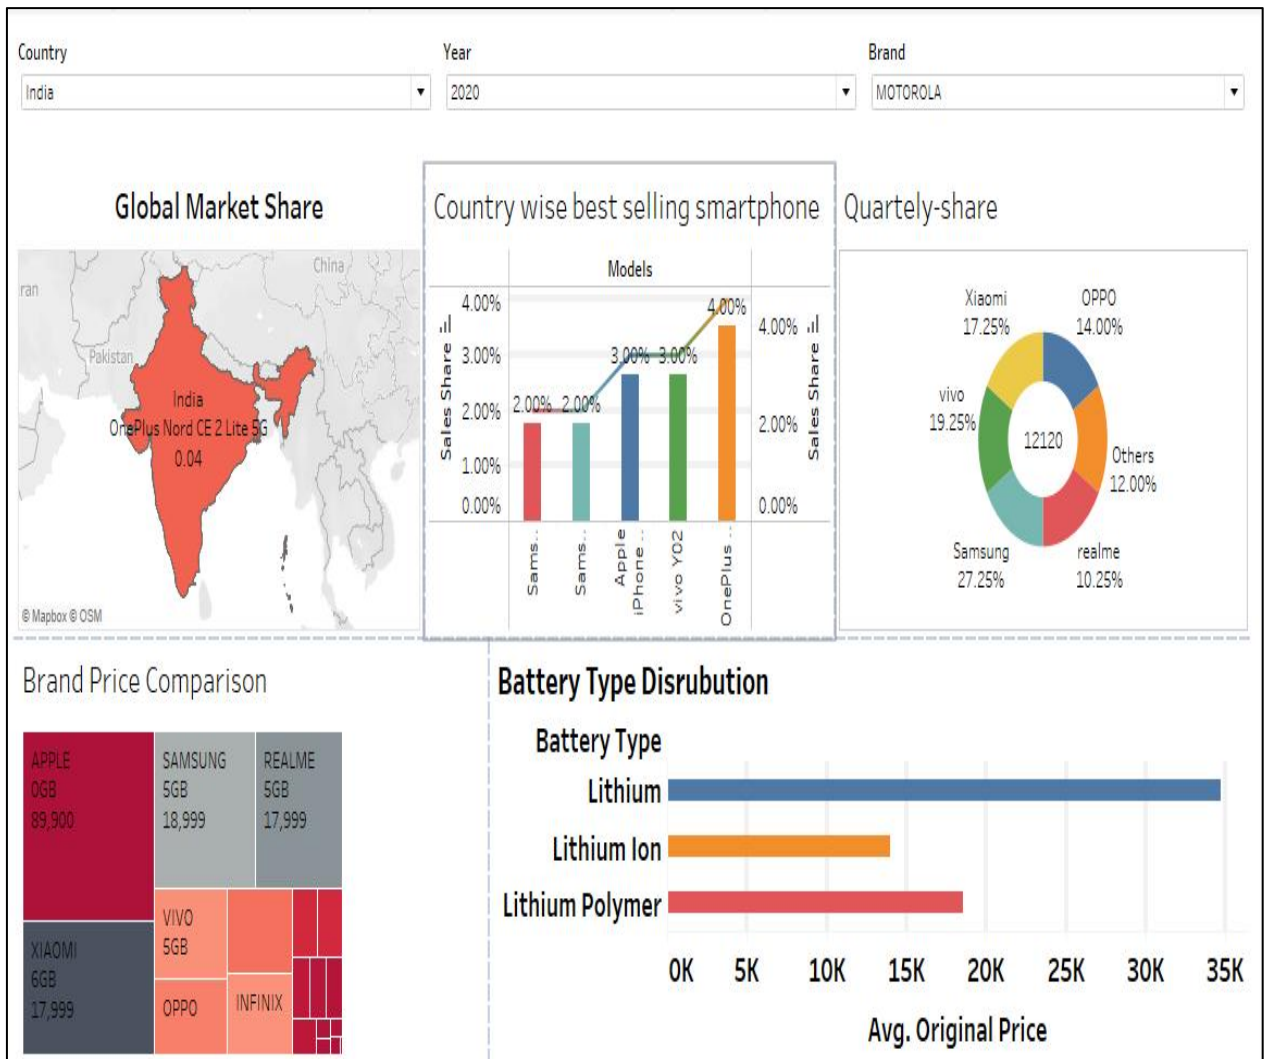 Country
India
Year
2020
Brand
MOTOROLA
Global Market Share
ran
China
Pakistan
India
OnePlus Nord CE 2 Lite 5G
0.04
© Mapbox © OSM
Country wise best selling smartphone
Models
Sales Share
4.00%
3.00%
2.00%
1.00%
0.00%
2.00%
2.00%
3.00%
3.00%
4.00%
4.00%
2.00%
0.00%
Sales Share
Sams..
Sams..
Apple
iPhone ..
vivo Y02
OnePlus ..
Quartely-share
Xiaomi
17.25%
OPPO
14.00%
vivo
19.25%
12120
Others
12.00%
Samsung
27.25%
realme
10.25%
Brand Price Comparison
APPLE
0GB
89,900
SAMSUNG
5GB
18,999
REALME
5GB
17,999
XIAOMI
6GB
17,999
VIVO
5GB
OPPO
INFINIX
Battery Type Disrubution
Battery Type
Lithium
Lithium Ion
Lithium Polymer
0K 5K 10K 15K 20K 25K 30K 35K
Avg. Original Price